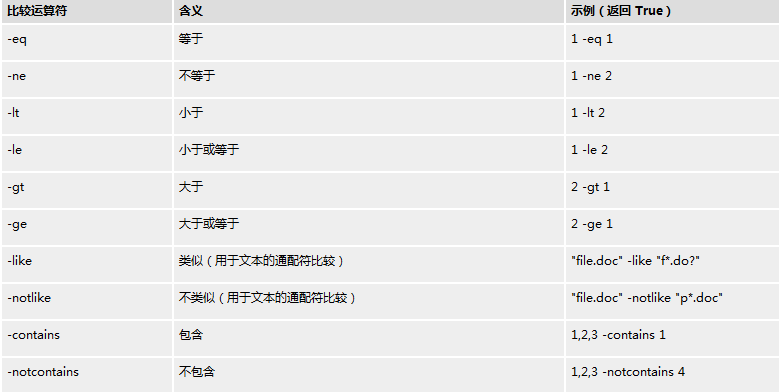 比较运算符 含义 示例（返回 True）
-eq 等于 1 -eq 1
-ne 不等于 1 -ne 2
-lt 小于 1 -lt 2
-le 小于或等于 1 -le 2
-gt 大于 2 -gt 1
-ge 大于或等于 2 -ge 1
-like 类似（用于文本的通配符比较） "file.doc" -like "f*.do?"
-notlike 不类似（用于文本的通配符比较） "file.doc" -notlike "p*.doc"
-contains 包含 1,2,3 -contains 1
-notcontains 不包含 1,2,3 -notcontains 4